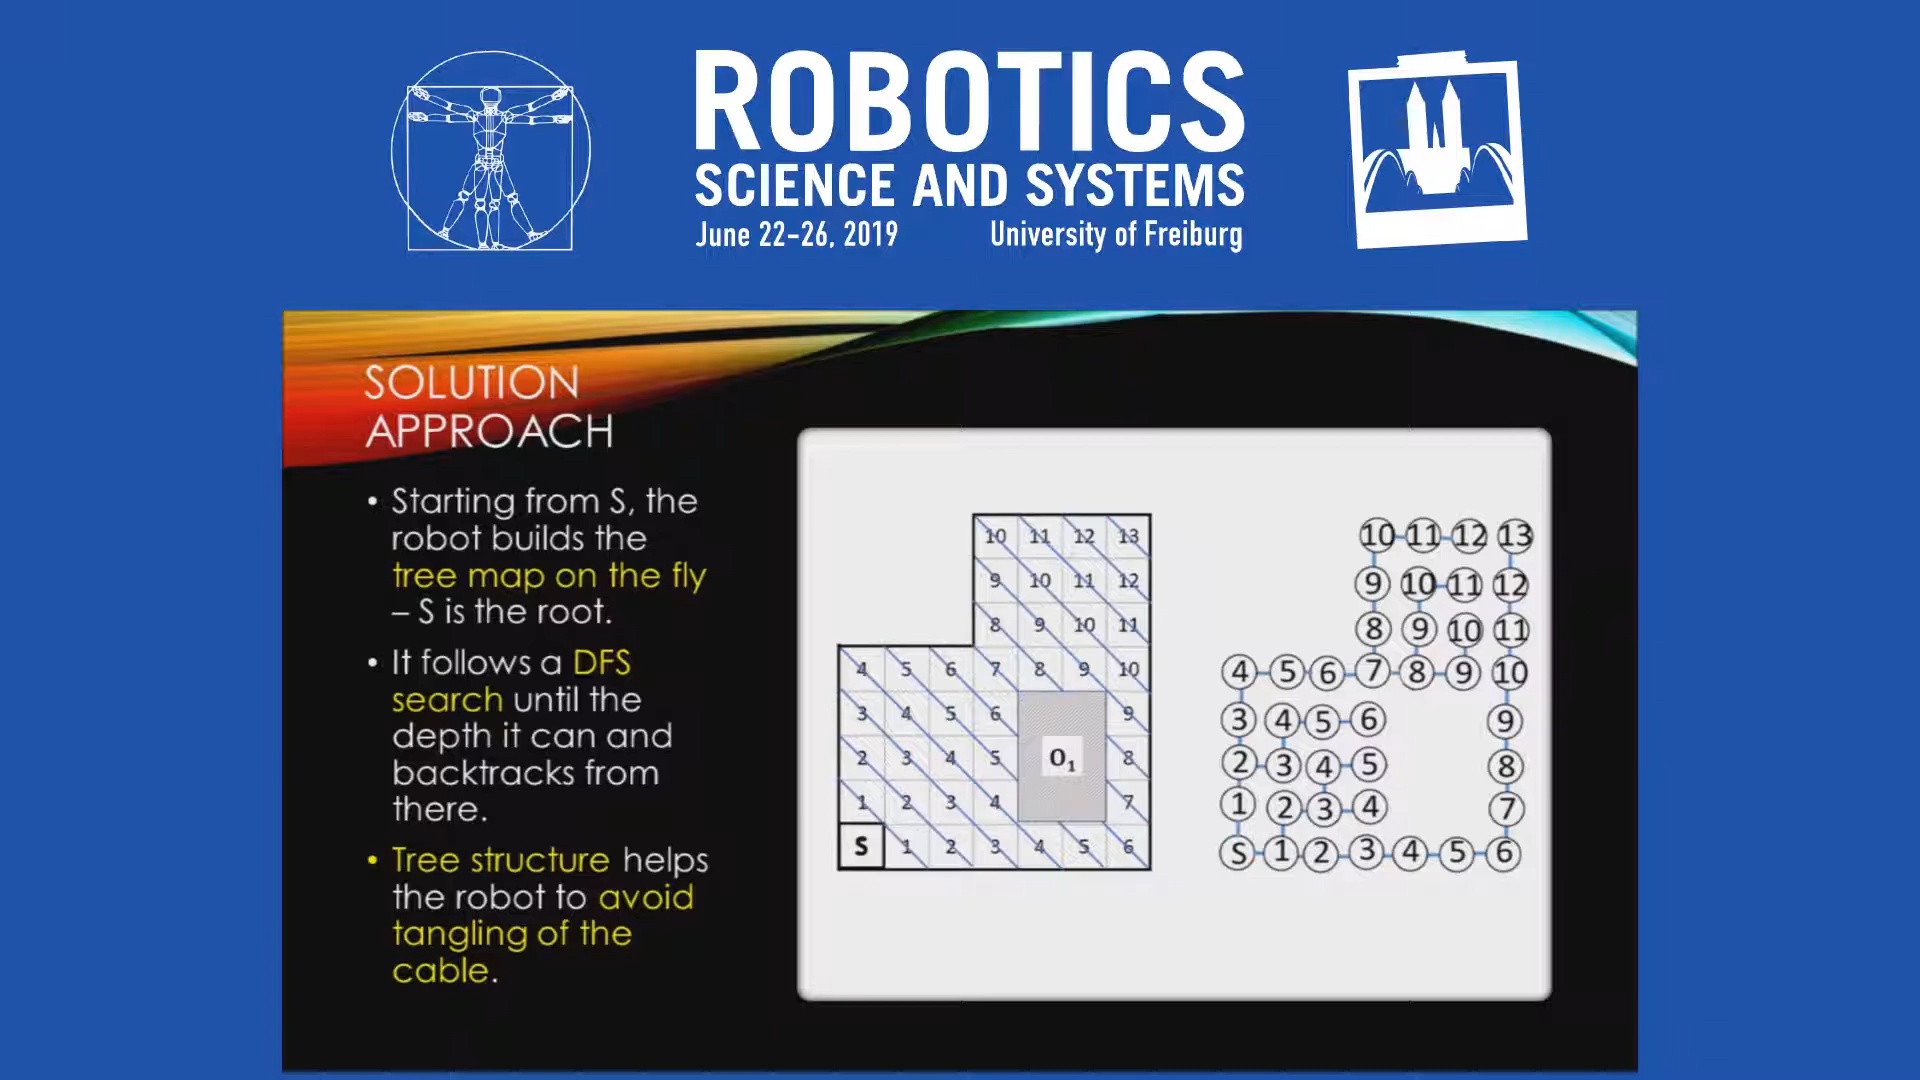 ROBOTICS
SCIENCE AND SYSTEMS
June 22-26, 2019 University of Freiburg
SOLUTION
APPROACH
• Starting from S, the
robot builds the
tree map on the fly
– S is the root.
• It follows a DFS
search until the
depth it can and
backtracks from
there.
• Tree structure helps
the robot to avoid
tangling of the
cable.
10 11 12 13
9 10 11 12
8 9 10 11
4 5 6 7 8 9 10
3 4 5 6 9
2 3 4 5 O₁ 8
1 2 3 4 7
S 1 2 3 4 5 6
10 11 12 13
9 10 11 12
8 9 10 11
4 5 6 7 8 9 10
3 4 5 6 9
2 3 4 5 8
1 2 3 4 7
S 1 2 3 4 5 6